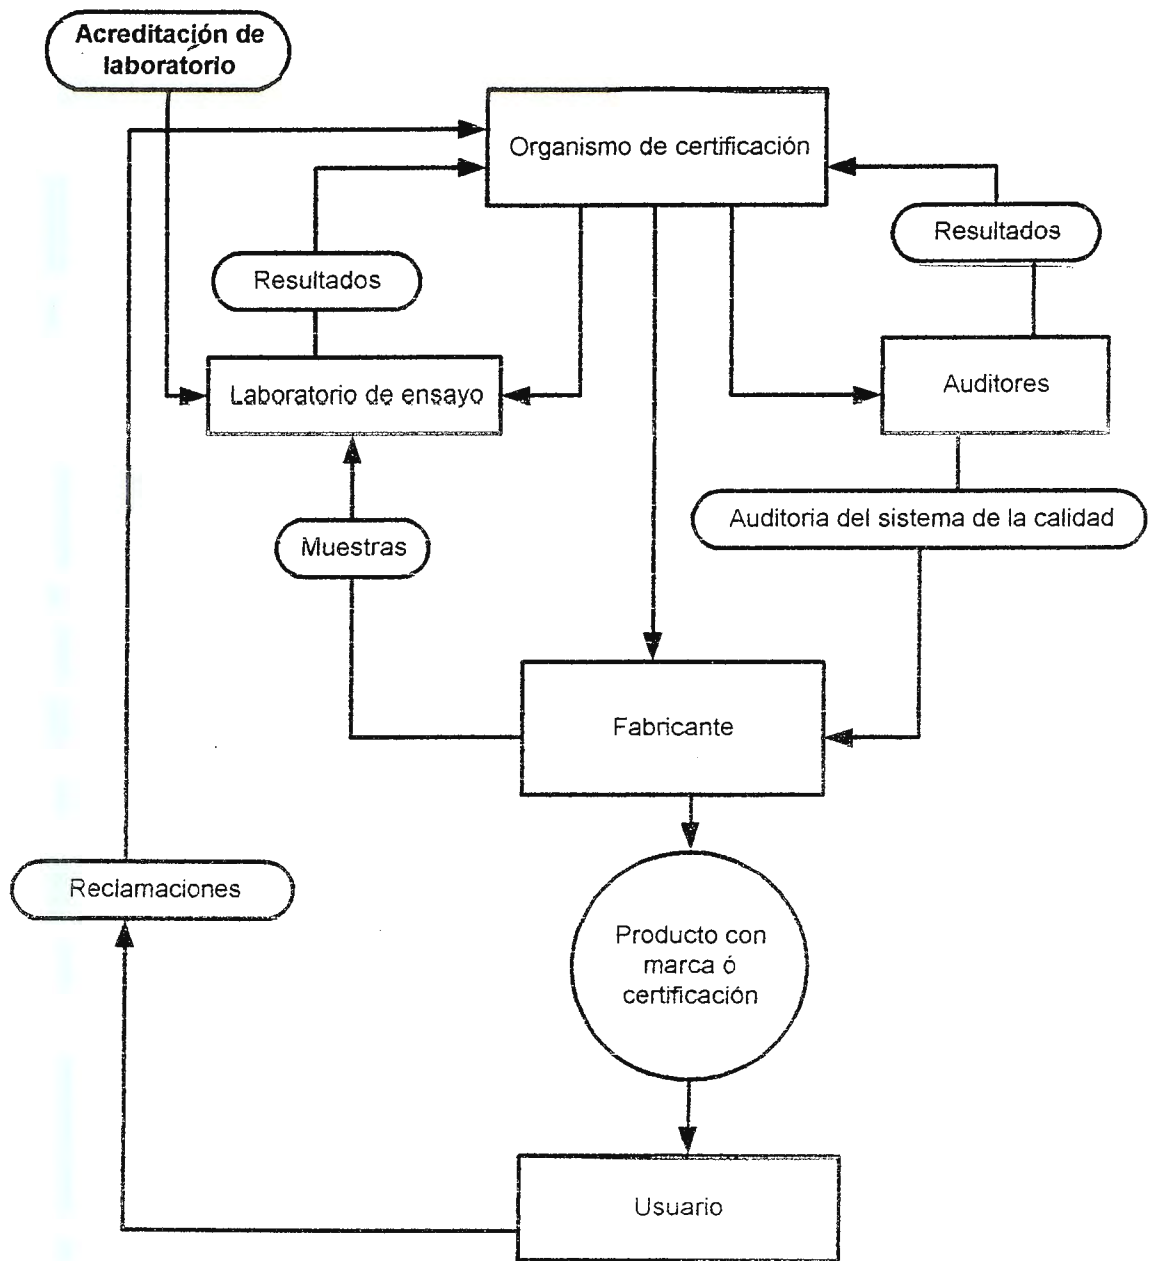 Acreditación de
laboratorio
Organismo de certificación
Resultados
Resultados
Laboratorio de ensayo
Auditores
Auditoria del sistema de la calidad
Muestras
Fabricante
Reclamaciones
Producto con
marca ó
certificación
Usuario